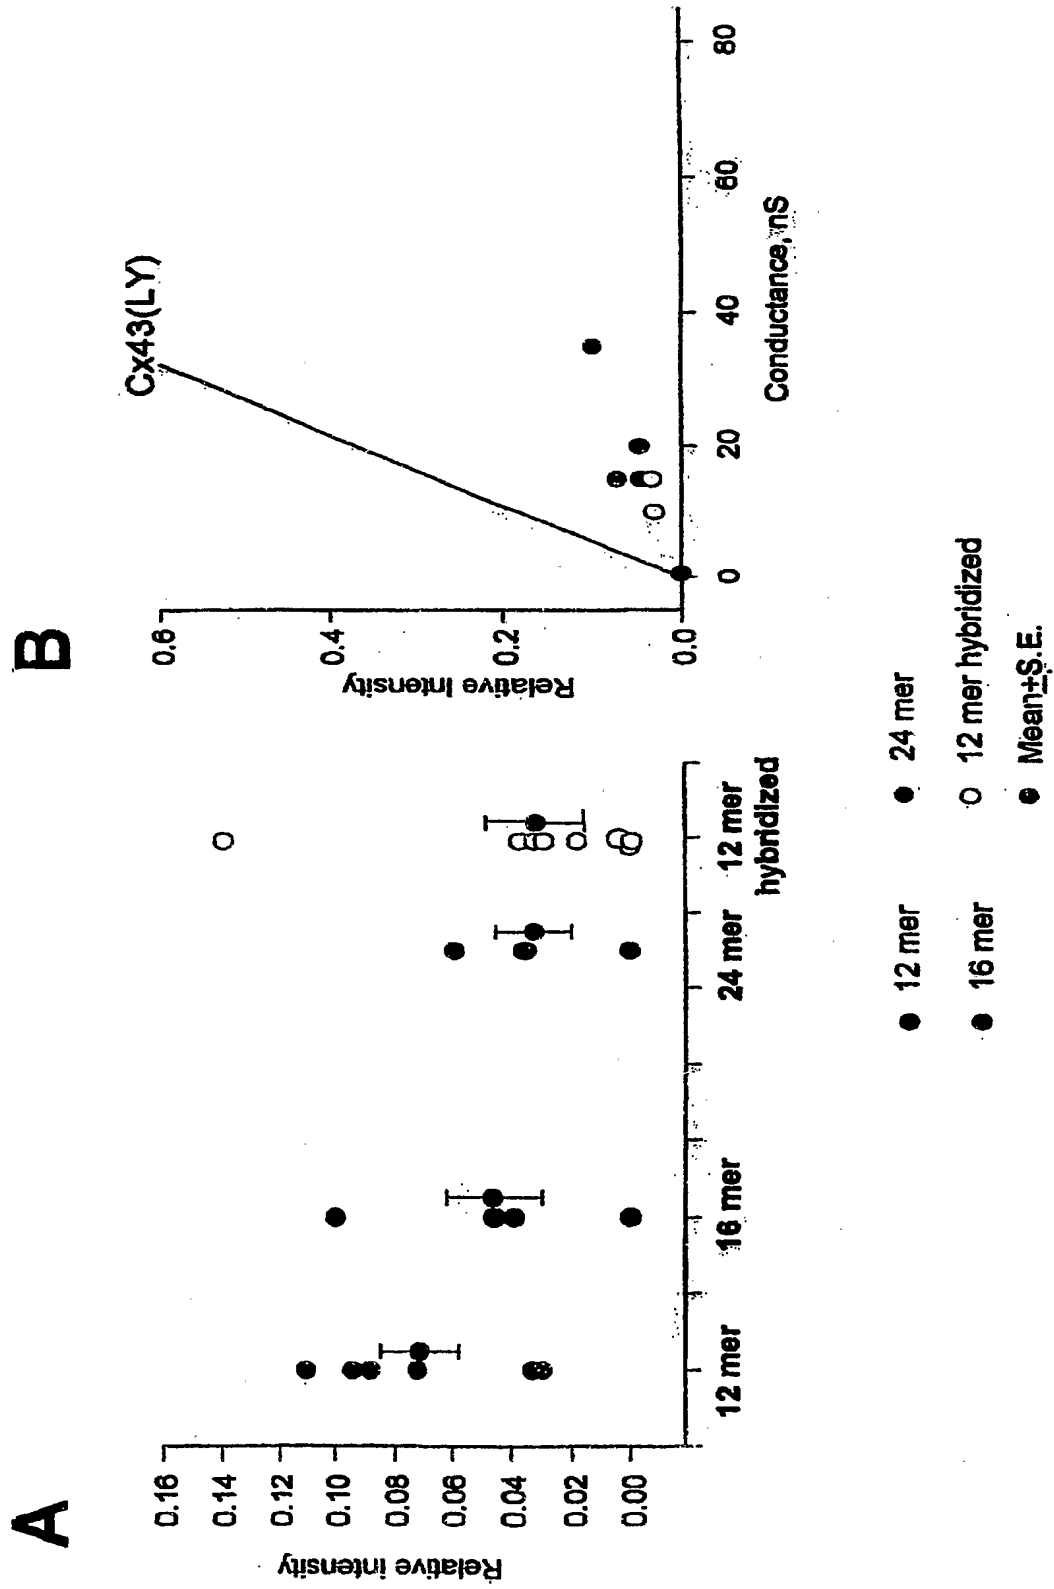 A
Relative intensity
0.16
0.14
0.12
0.10
0.08
0.06
0.04
0.02
0.00
12 mer
16 mer
24 mer
12 mer
hybridized
B
Relative Intensity
0.6
0.4
0.2
0.0
Cx43(LY)
0
20
40
60
80
Conductance, nS
12 mer
24 mer
16 mer
12 mer hybridized
Mean±S.E.